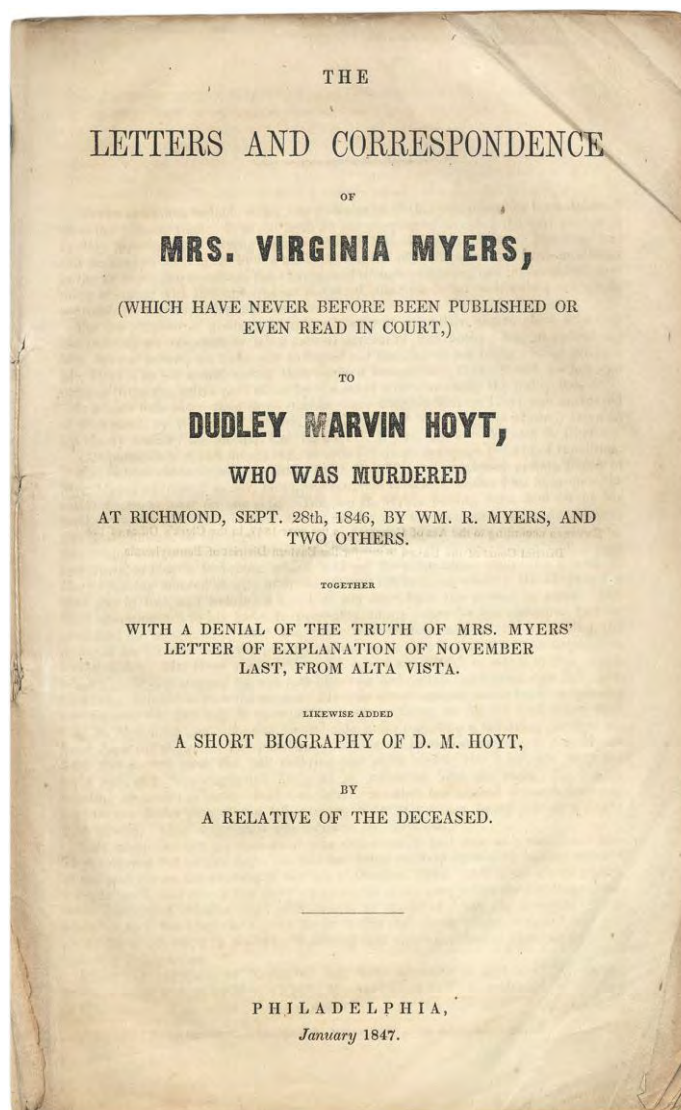 THE
LETTERS AND CORRESPONDENCE
OF
MRS. VIRGINIA MYERS,
(WHICH HAVE NEVER BEFORE BEEN PUBLISHED OR
EVEN READ IN COURT,)
TO
DUDLEY MARVIN HOYT,
WHO WAS MURDERED
AT RICHMOND, SEPT. 28th, 1846, BY WM. R. MYERS, AND
TWO OTHERS.
TOGETHER
WITH A DENIAL OF THE TRUTH OF MRS. MYERS'
LETTER OF EXPLANATION OF NOVEMBER
LAST, FROM ALTA VISTA.
LIKEWISE ADDED
A SHORT BIOGRAPHY OF D. M. HOYT,
BY
A RELATIVE OF THE DECEASED.
PHILADELPHIA,
January 1847.